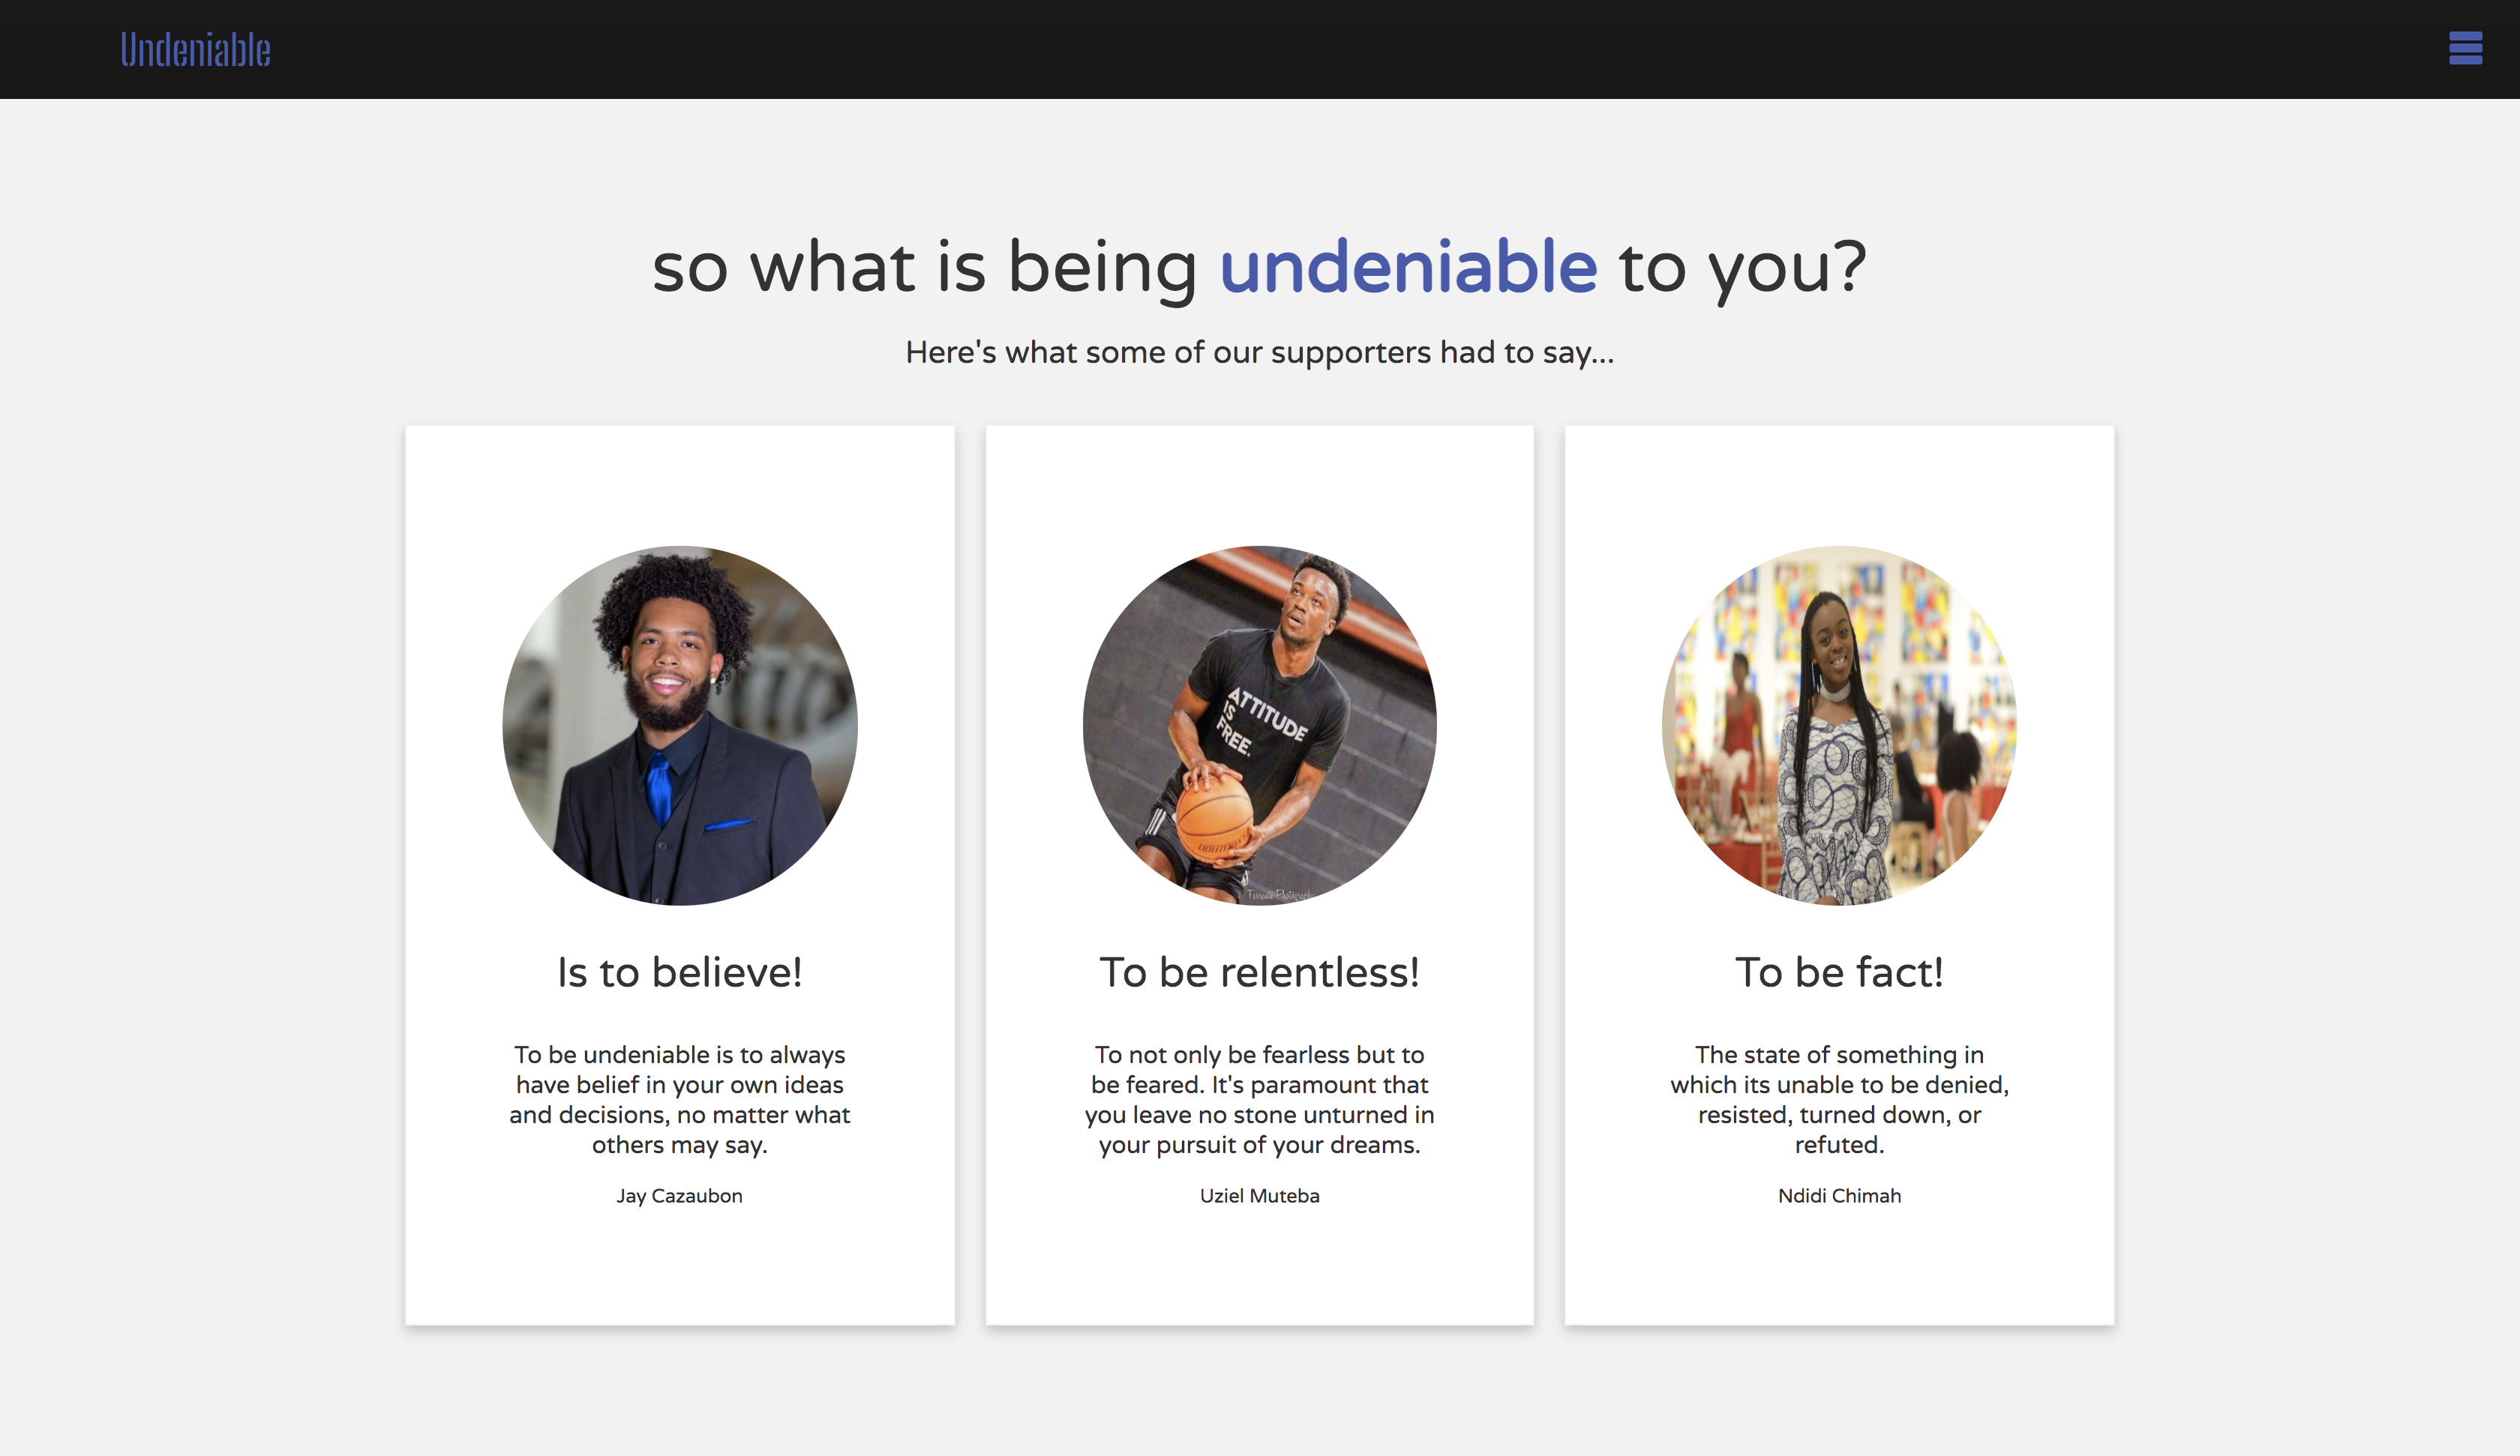 Undeniable
so what is being undeniable to you?
Here's what some of our supporters had to say...
ATTITUDE
IS
FREE.
Is to believe!
To be undeniable is to always
have belief in your own ideas
and decisions, no matter what
others may say.
Jay Cazaubon
To be relentless!
To not only be fearless but to
be feared. It's paramount that
you leave no stone unturned in
your pursuit of your dreams.
Uziel Muteba
To be fact!
The state of something in
which its unable to be denied,
resisted, turned down, or
refuted.
Ndidi Chimah